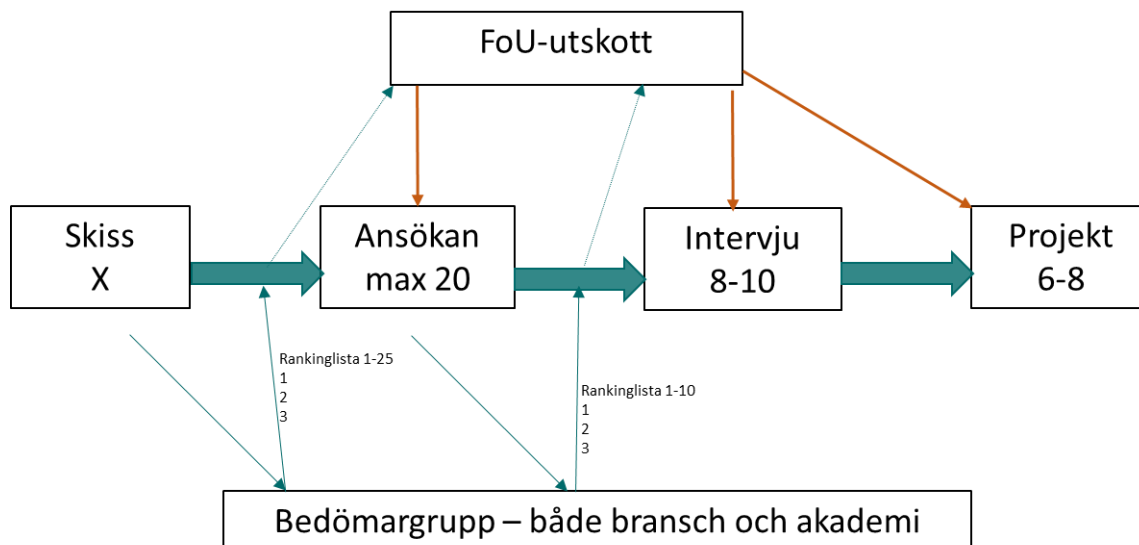 FoU-utskott
Skiss
X
Ansökan
max 20
Intervju
8-10
Projekt
6-8
Rankinglista 1-25
1
2
3
Rankinglista 1-10
1
2
3
Bedömargrupp – både bransch och akademi